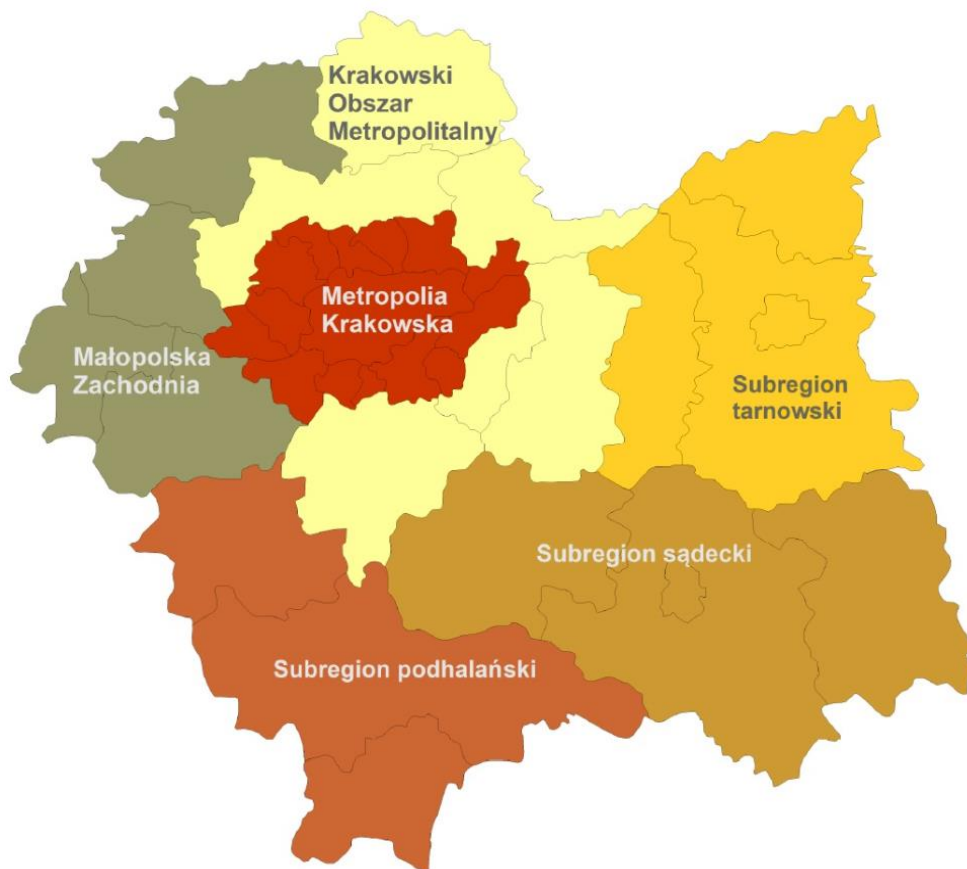 Krakowski
Obszar
Metropolitalny
Metropolia
Krakowska
Małopolska
Zachodnia
Subregion
tarnowski
Subregion sądecki
Subregion podhalański